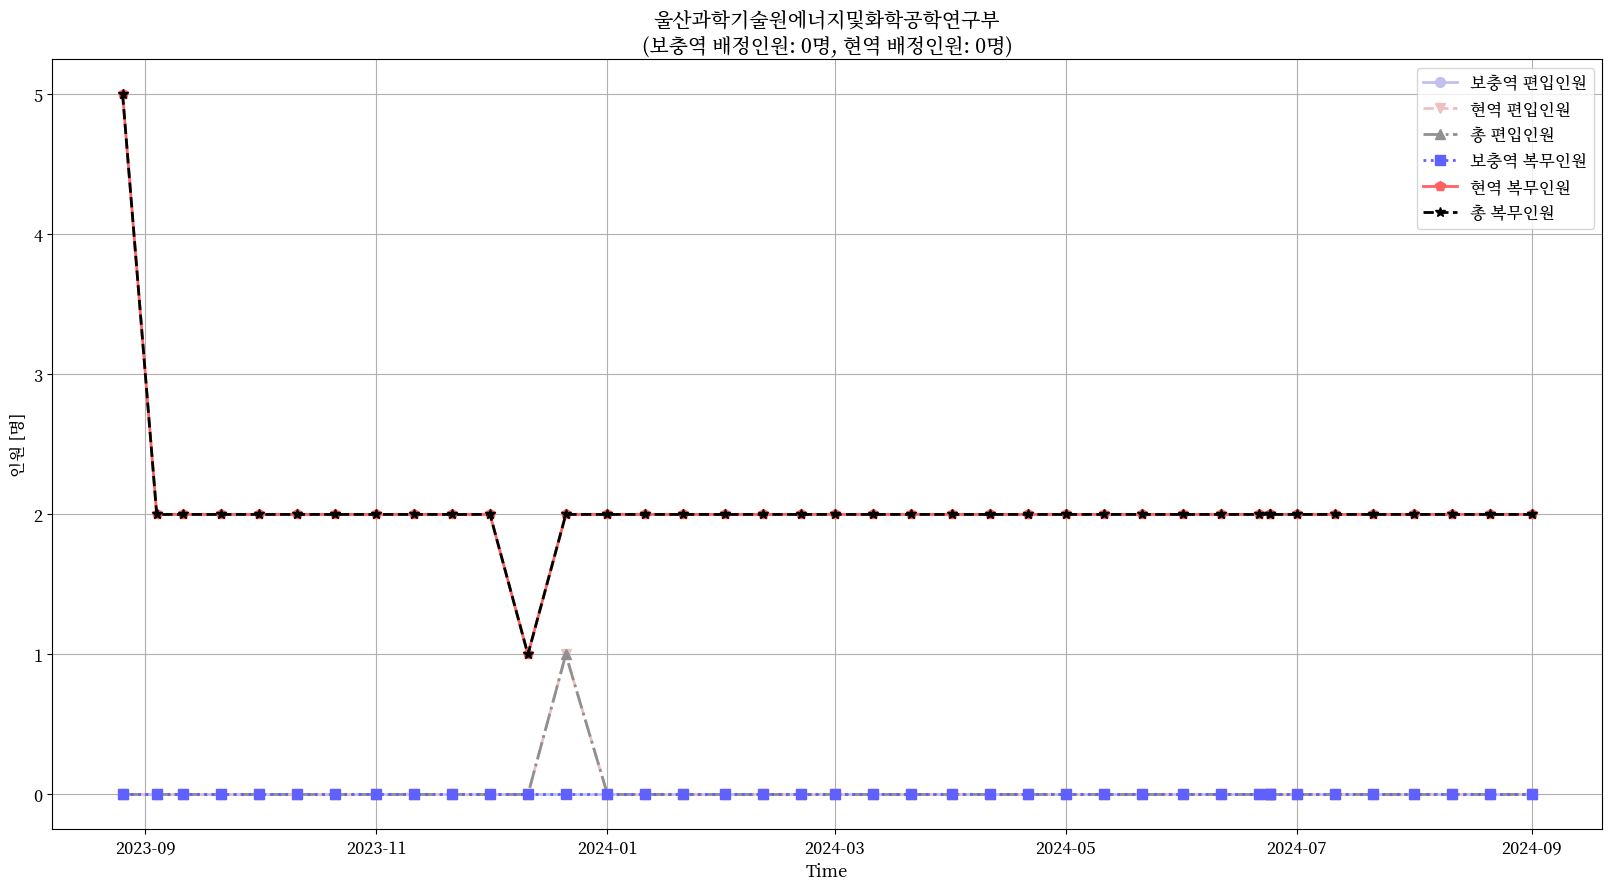 울산과학기술원에너지및화학공학연구부
(보충역 배정인원: 0명, 현역 배정인원: 0명)
보충역 편입인원
현역 편입인원
총 편입인원
보충역 복무인원
현역 복무인원
총 복무인원
인원 [명]
5
4
3
2
1
0
2023-09
2023-11
2024-01
2024-03
2024-05
2024-07
2024-09
Time